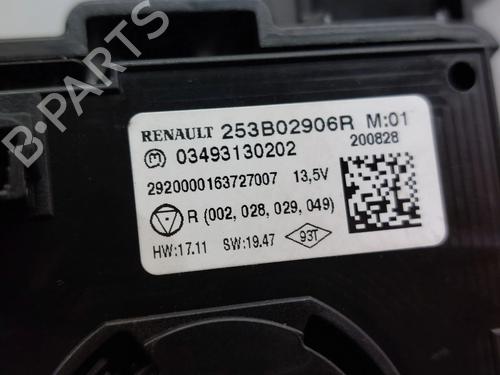 RENAULT 253B02906R M:01
03493130202 200828
2920000163727007 13,5V
R (002, 028, 029, 049)
HW:17.11 SW:19.47 93T
B-PARTS